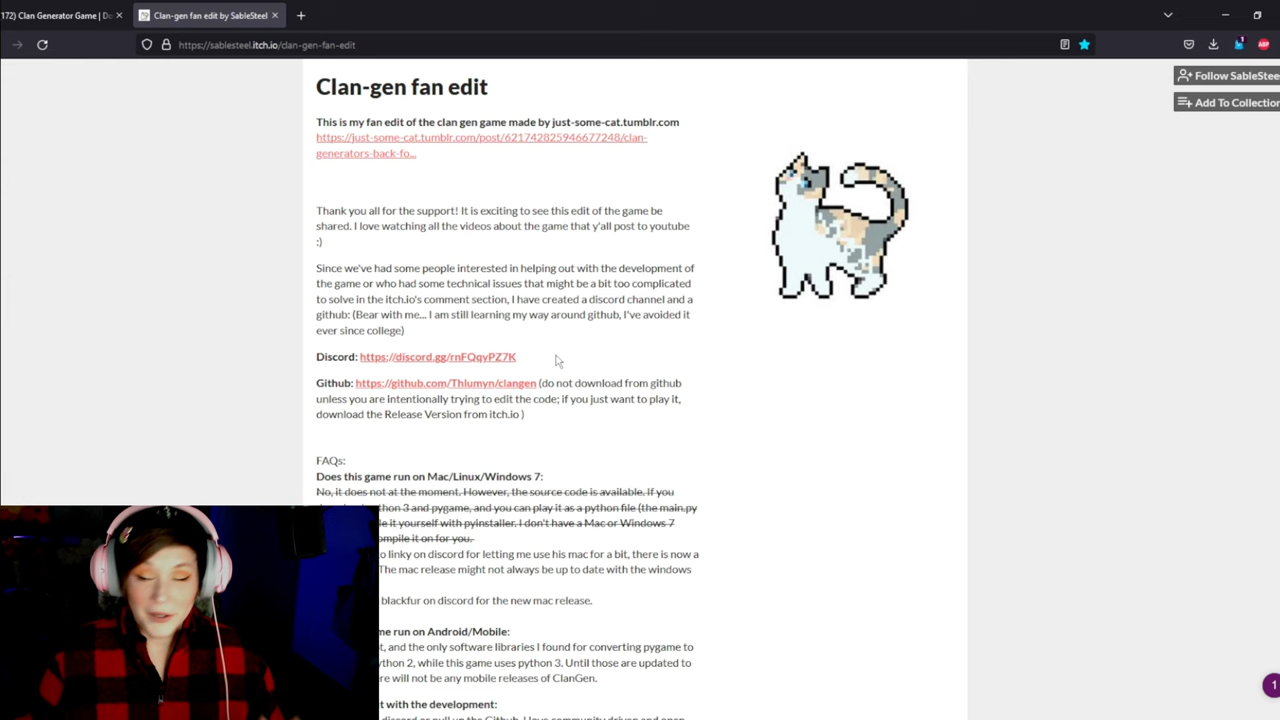 172) Clan Generator Game | Do
Clan-gen fan edit by SableSteel
https://sablesteel.itch.io/clan-gen-fan-edit
1
ABP
Follow SableStee
Add To Collection
Clan-gen fan edit
This is my fan edit of the clan gen game made by just-some-cat.tumblr.com
https://just-some-cat.tumblr.com/post/621742825946677248/clan-
generators-back-fo...
Thank you all for the support! It is exciting to see this edit of the game be
shared. I love watching all the videos about the game that y'all post to youtube
:)
Since we've had some people interested in helping out with the development of
the game or who had some technical issues that might be a bit too complicated
to solve in the itch.io's comment section, I have created a discord channel and a
github: (Bear with me... I am still learning my way around github, I've avoided it
ever since college)
Discord: https://discord.gg/rnFQqyPZ7K
Github: https://github.com/Thlumyn/clangen (do not download from github
unless you are intentionally trying to edit the code; if you just want to play it,
download the Release Version from itch.io )
FAQs:
Does this game run on Mac/Linux/Windows 7:
No, it does not at the moment. However, the source code is available. If you
thon 3 and pygame, and you can play it as a python file (the main.py
le it yourself with pyinstaller. I don't have a Mac or Windows 7
ompile it on for you.
o linky on discord for letting me use his mac for a bit, there is now a
The mac release might not always be up to date with the windows
blackfur on discord for the new mac release.
me run on Android/Mobile:
t, and the only software libraries I found for converting pygame to
ython 2, while this game uses python 3. Until those are updated to
re will not be any mobile releases of ClanGen.
t with the development:
discord or pull up the Github. I love community driven and open
1